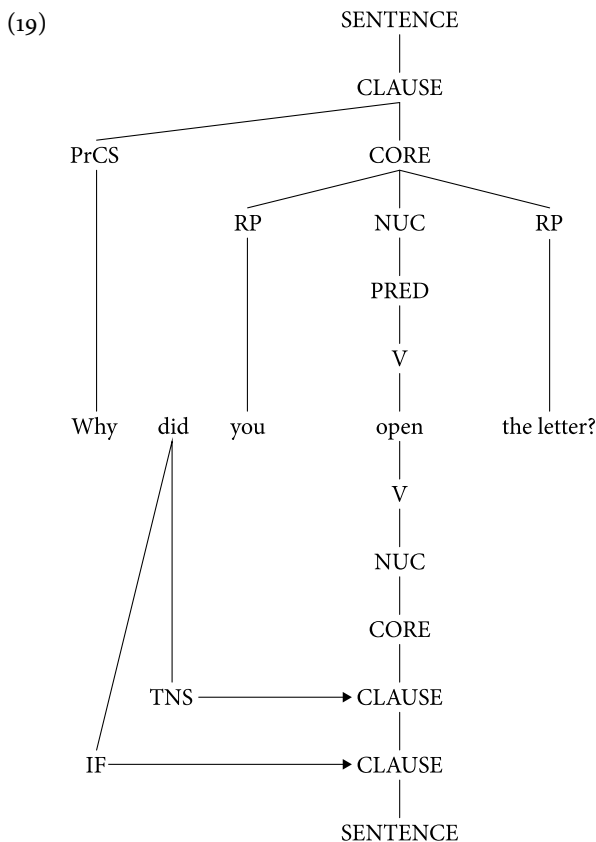 (19)
SENTENCE
CLAUSE
PrCS CORE
RP NUC RP
PRED
V
Why did you open the letter?
V
NUC
CORE
TNS CLAUSE
IF CLAUSE
SENTENCE